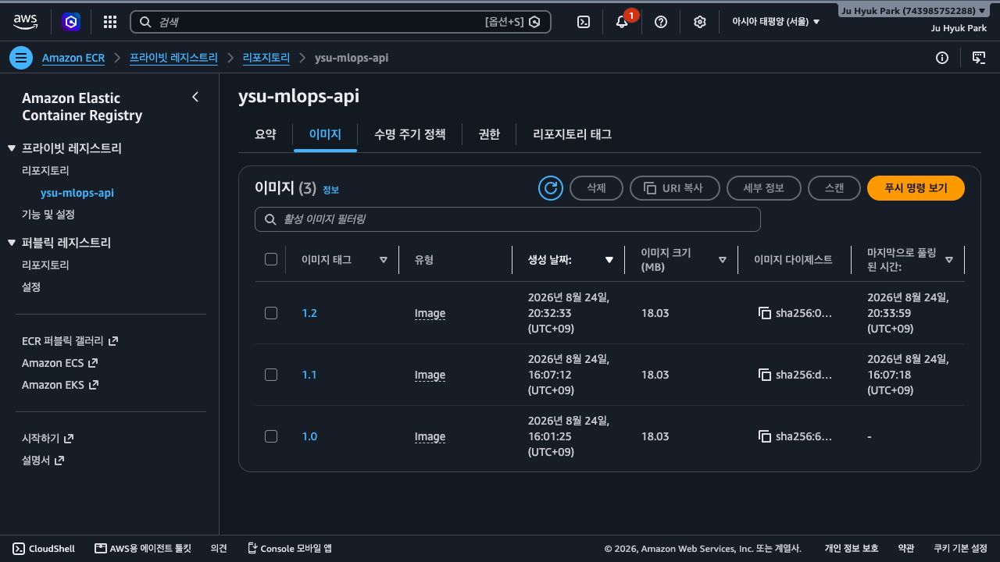 aws
검색
[옵션+S]
1
아시아 태평양 (서울)
Ju Hyuk Park (743985752288)
Ju Hyuk Park
Amazon ECR
프라이빗 레지스트리
리포지토리
ysu-mlops-api
Amazon Elastic
Container Registry
프라이빗 레지스트리
리포지토리
ysu-mlops-api
기능 및 설정
퍼블릭 레지스트리
리포지토리
설정
ECR 퍼블릭 갤러리
Amazon ECS
Amazon EKS
시작하기
설명서
ysu-mlops-api
요약
이미지
수명 주기 정책
권한
리포지토리 태그
이미지 (3) 정보
삭제
URI 복사
세부 정보
스캔
푸시 명령 보기
활성 이미지 필터링
이미지 태그
유형
생성 날짜:
이미지 크기
(MB)
이미지 다이제스트
마지막으로 풀링
된 시간:
1.2
Image
2026년 8월 24일,
20:32:33
(UTC+09)
18.03
sha256:0...
2026년 8월 24일,
20:33:59
(UTC+09)
1.1
Image
2026년 8월 24일,
16:07:12
(UTC+09)
18.03
sha256:d...
2026년 8월 24일,
16:07:18
(UTC+09)
1.0
Image
2026년 8월 24일,
16:01:25
(UTC+09)
18.03
sha256:6...
-
CloudShell
AWS용 에이전트 툴킷
의견
Console 모바일 앱
© 2026, Amazon Web Services, Inc. 또는 계열사.
개인 정보 보호
약관
쿠키 기본 설정